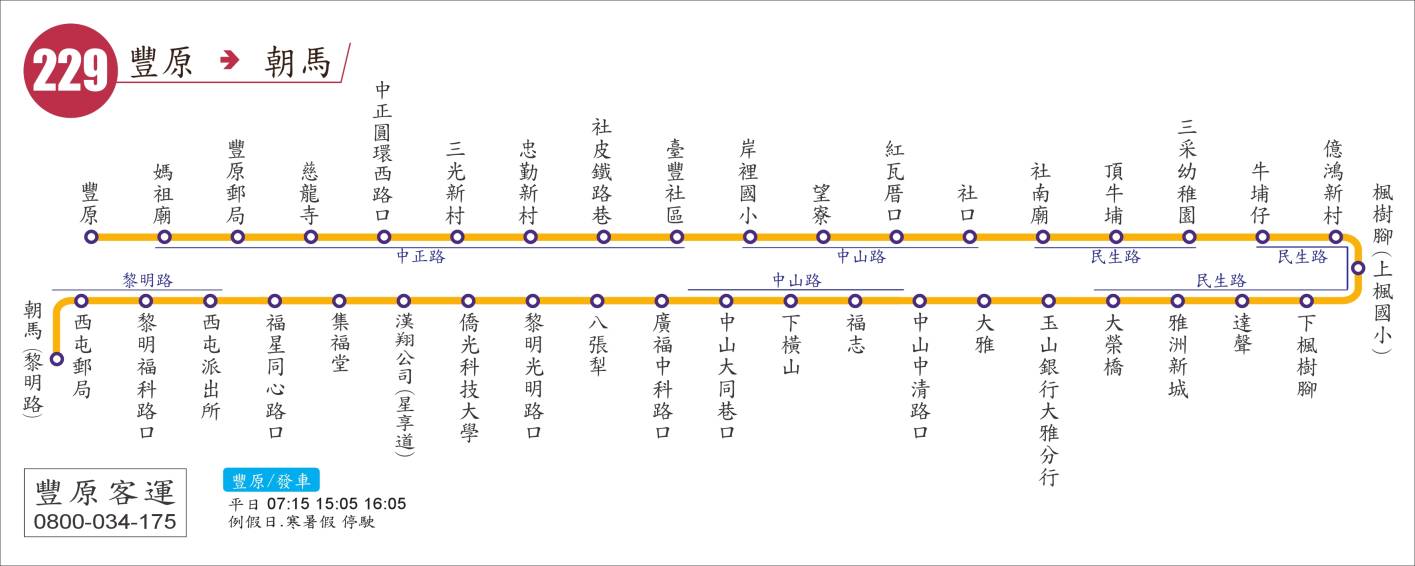 229 豐原 → 朝馬
豐原
媽祖廟
豐原郵局
慈龍寺
中正圓環西路口
三光新村
忠勤新村
社皮鐵路巷
臺豐社區
岸裡國小
望寮
紅瓦厝口
社口
社南廟
頂牛埔
三采幼稚園
牛埔仔
億鴻新村
楓樹腳(上楓國小)
中正路
中山路
民生路
民生路
黎明路
中山路
民生路
朝馬(黎明路)
西屯郵局
黎明福科路口
西屯派出所
福星同心路口
集福堂
漢翔公司(星享道)
僑光科技大學
黎明光明路口
八張犁
廣福中科路口
中山大同巷口
下橫山
福志
中山中清路口
大雅
玉山銀行大雅分行
大榮橋
雅洲新城
達聲
下楓樹腳
豐原客運
0800-034-175
豐原/發車
平日 07:15 15:05 16:05
例假日.寒暑假 停駛